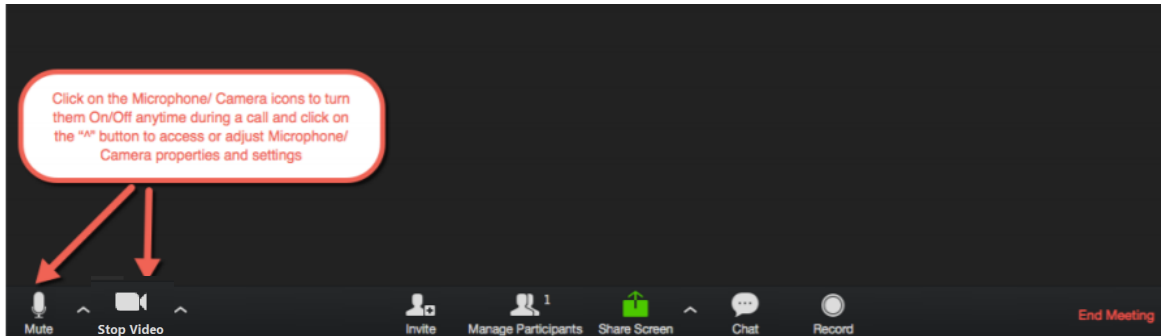 Click on the Microphone/ Camera icons to turn
them On/Off anytime during a call and click on
the “^” button to access or adjust Microphone/
Camera properties and settings
Mute
Stop Video
Invite
Manage Participants
1
Share Screen
Chat
Record
End Meeting